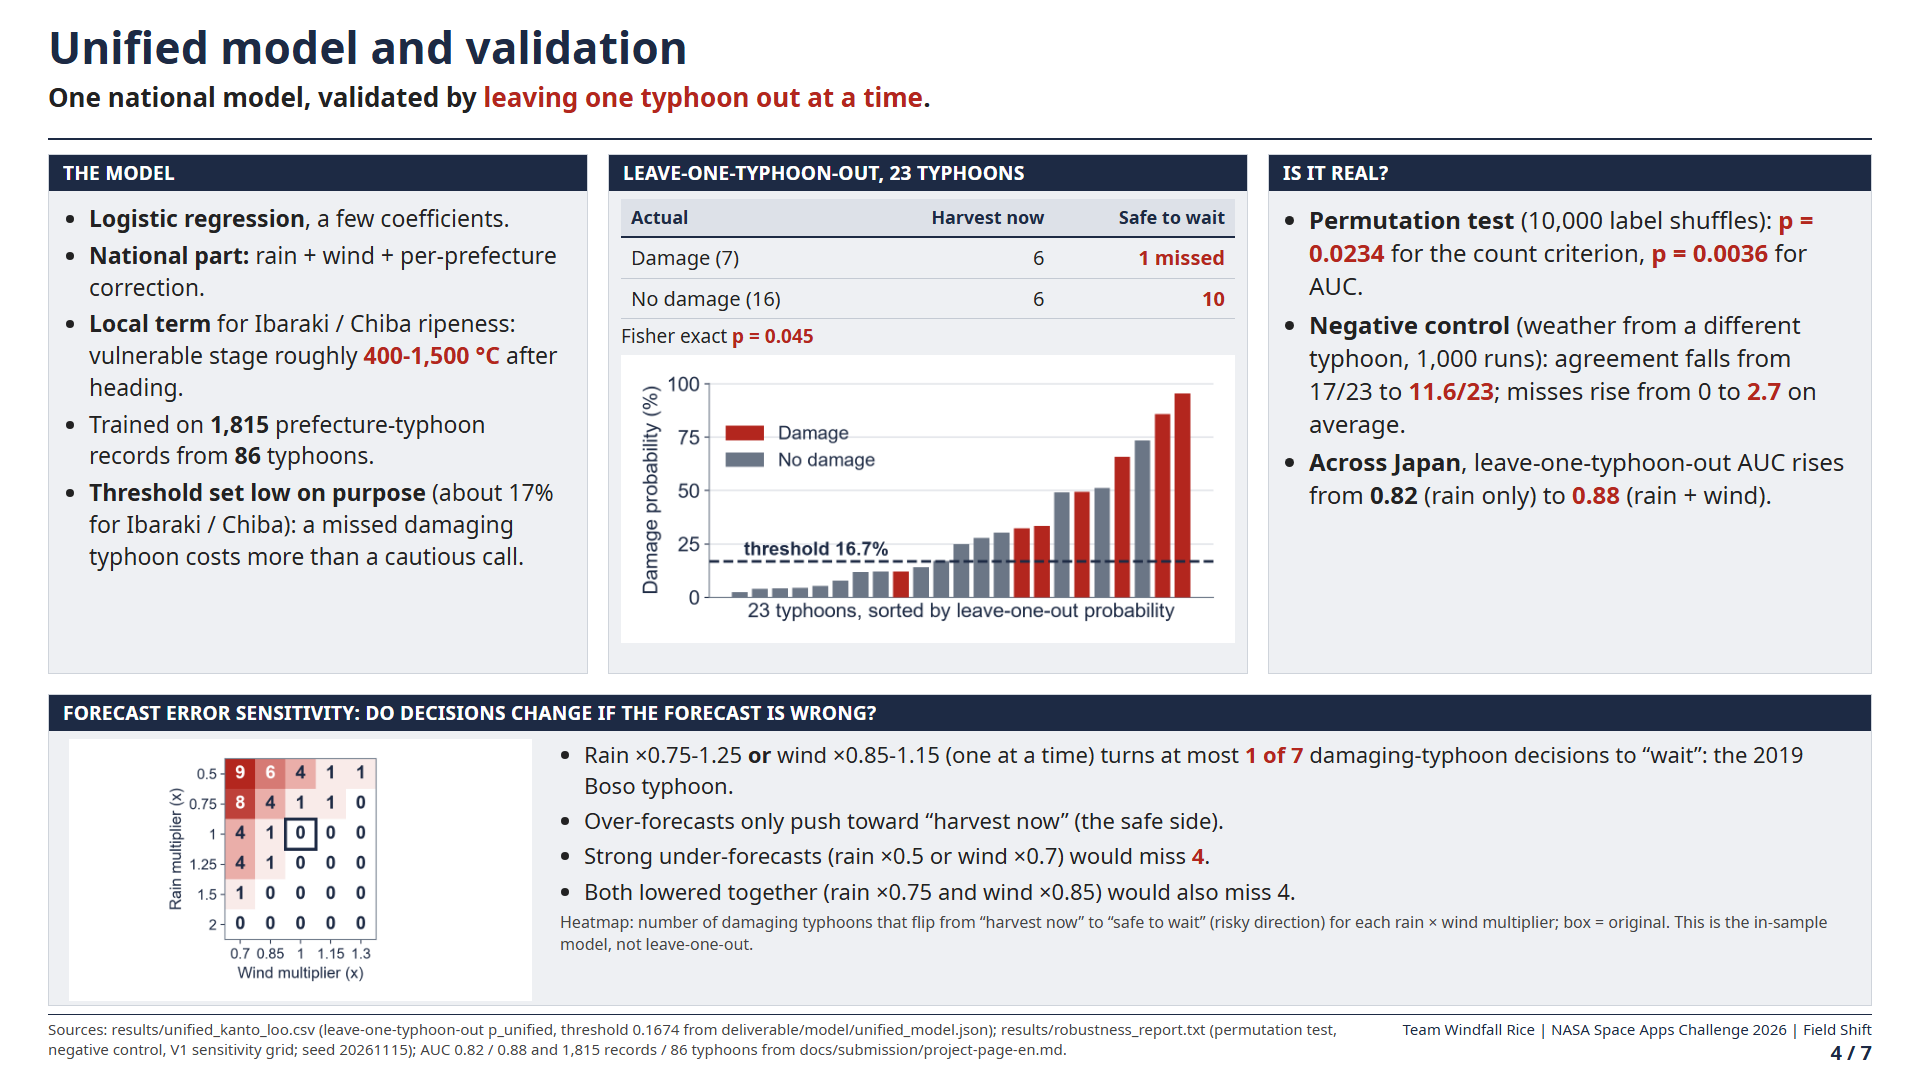 Unified model and validation
One national model, validated by leaving one typhoon out at a time.
THE MODEL
• Logistic regression, a few coefficients.
• National part: rain + wind + per-prefecture
correction.
• Local term for Ibaraki / Chiba ripeness:
vulnerable stage roughly 400-1,500 °C after
heading.
• Trained on 1,815 prefecture-typhoon
records from 86 typhoons.
• Threshold set low on purpose (about 17%
for Ibaraki / Chiba): a missed damaging
typhoon costs more than a cautious call.
LEAVE-ONE-TYPHOON-OUT, 23 TYPHOONS
Actual Harvest now Safe to wait
Damage (7) 6 1 missed
No damage (16) 6 10
Fisher exact p = 0.045
Damage probability (%)
100
75
50
25
0
Damage
No damage
threshold 16.7%
23 typhoons, sorted by leave-one-out probability
IS IT REAL?
• Permutation test (10,000 label shuffles): p =
0.0234 for the count criterion, p = 0.0036 for
AUC.
• Negative control (weather from a different
typhoon, 1,000 runs): agreement falls from
17/23 to 11.6/23; misses rise from 0 to 2.7 on
average.
• Across Japan, leave-one-typhoon-out AUC rises
from 0.82 (rain only) to 0.88 (rain + wind).
FORECAST ERROR SENSITIVITY: DO DECISIONS CHANGE IF THE FORECAST IS WRONG?
Rain multiplier (x)
0.5 9 6 4 1 1
0.75 8 4 1 1 0
1 4 1 0 0 0
1.25 4 1 0 0 0
1.5 1 0 0 0 0
2 0 0 0 0 0
0.7 0.85 1 1.15 1.3
Wind multiplier (x)
• Rain ×0.75-1.25 or wind ×0.85-1.15 (one at a time) turns at most 1 of 7 damaging-typhoon decisions to “wait”: the 2019
Boso typhoon.
• Over-forecasts only push toward “harvest now” (the safe side).
• Strong under-forecasts (rain ×0.5 or wind ×0.7) would miss 4.
• Both lowered together (rain ×0.75 and wind ×0.85) would also miss 4.
Heatmap: number of damaging typhoons that flip from “harvest now” to “safe to wait” (risky direction) for each rain × wind multiplier; box = original. This is the in-sample
model, not leave-one-out.
Sources: results/unified_kanto_loo.csv (leave-one-typhoon-out p_unified, threshold 0.1674 from deliverable/model/unified_model.json); results/robustness_report.txt (permutation test,
negative control, V1 sensitivity grid; seed 20261115); AUC 0.82 / 0.88 and 1,815 records / 86 typhoons from docs/submission/project-page-en.md.
Team Windfall Rice | NASA Space Apps Challenge 2026 | Field Shift
4 / 7